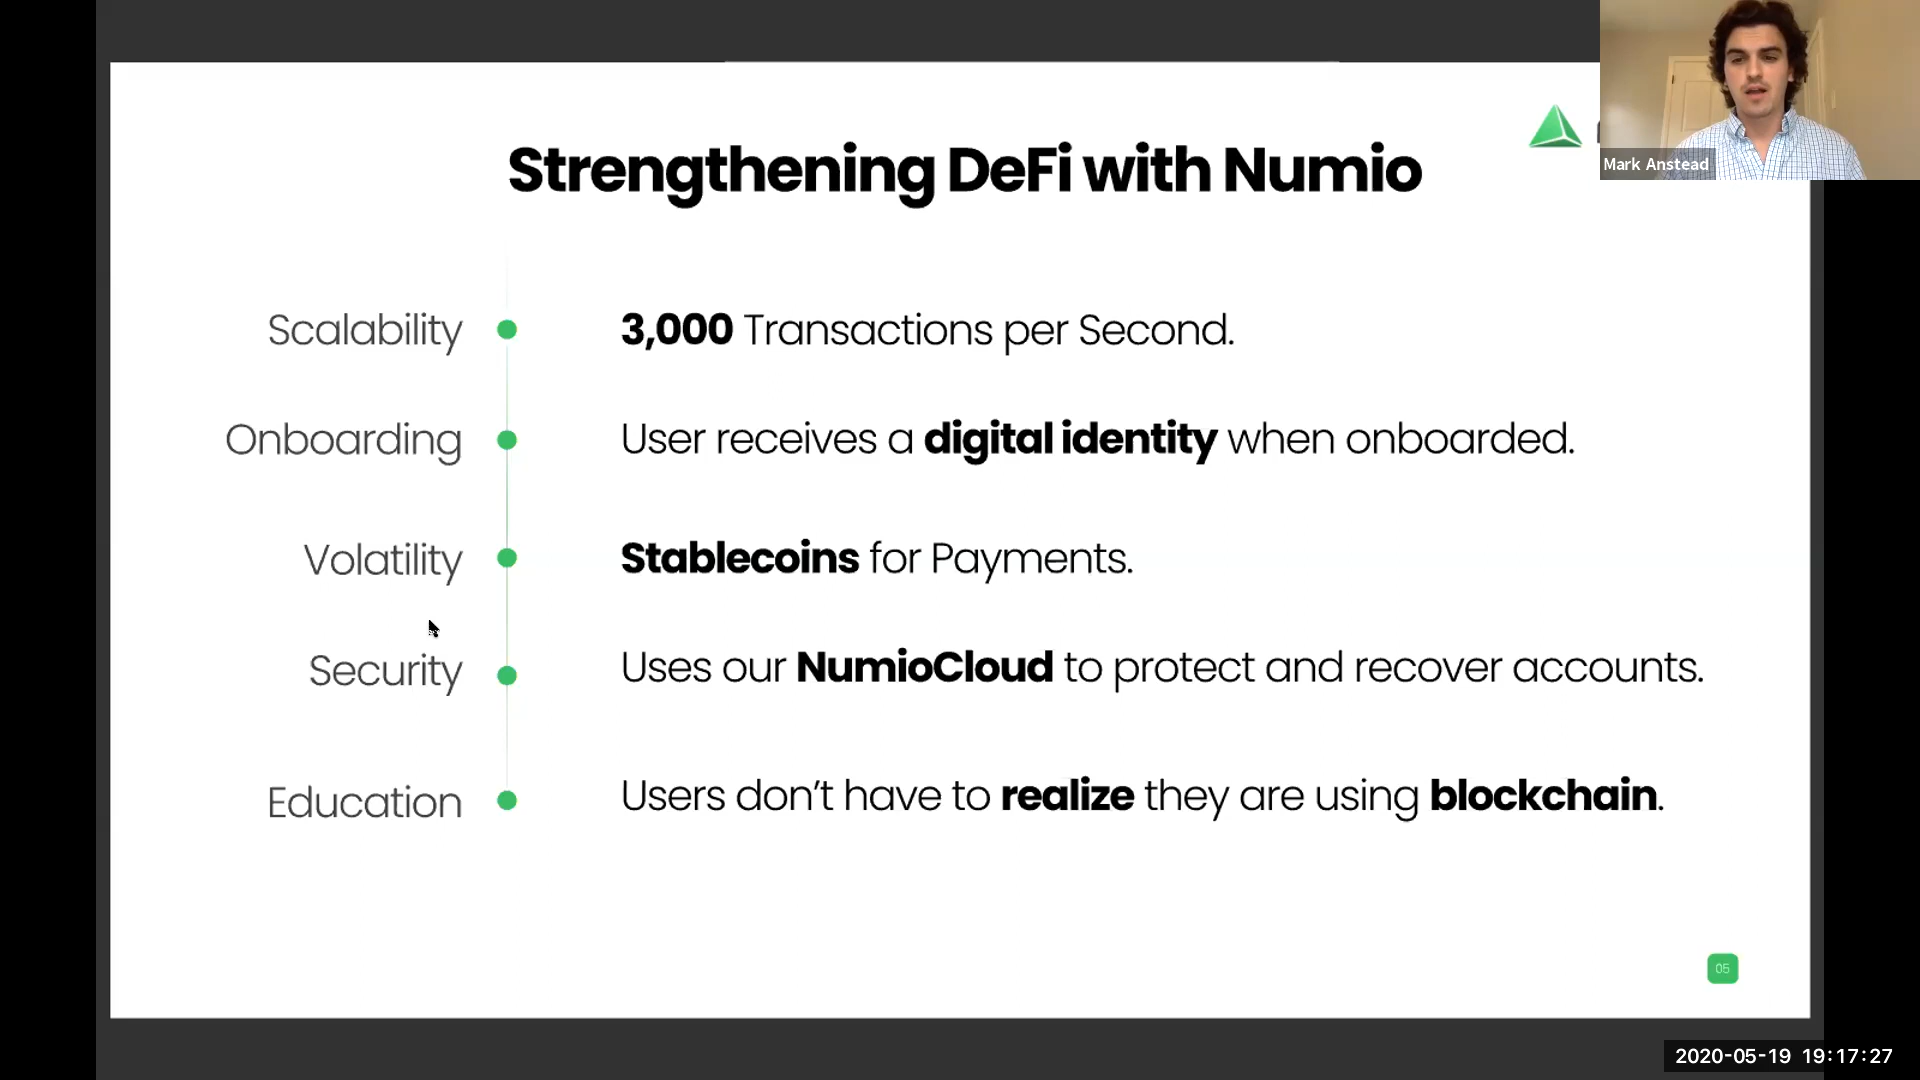 Strengthening DeFi with Numio
Mark Anstead
Scalability
3,000 Transactions per Second.
Onboarding
User receives a digital identity when onboarded.
Volatility
Stablecoins for Payments.
Security
Uses our NumioCloud to protect and recover accounts.
Education
Users don’t have to realize they are using blockchain.
05
2020-05-19 19:17:27